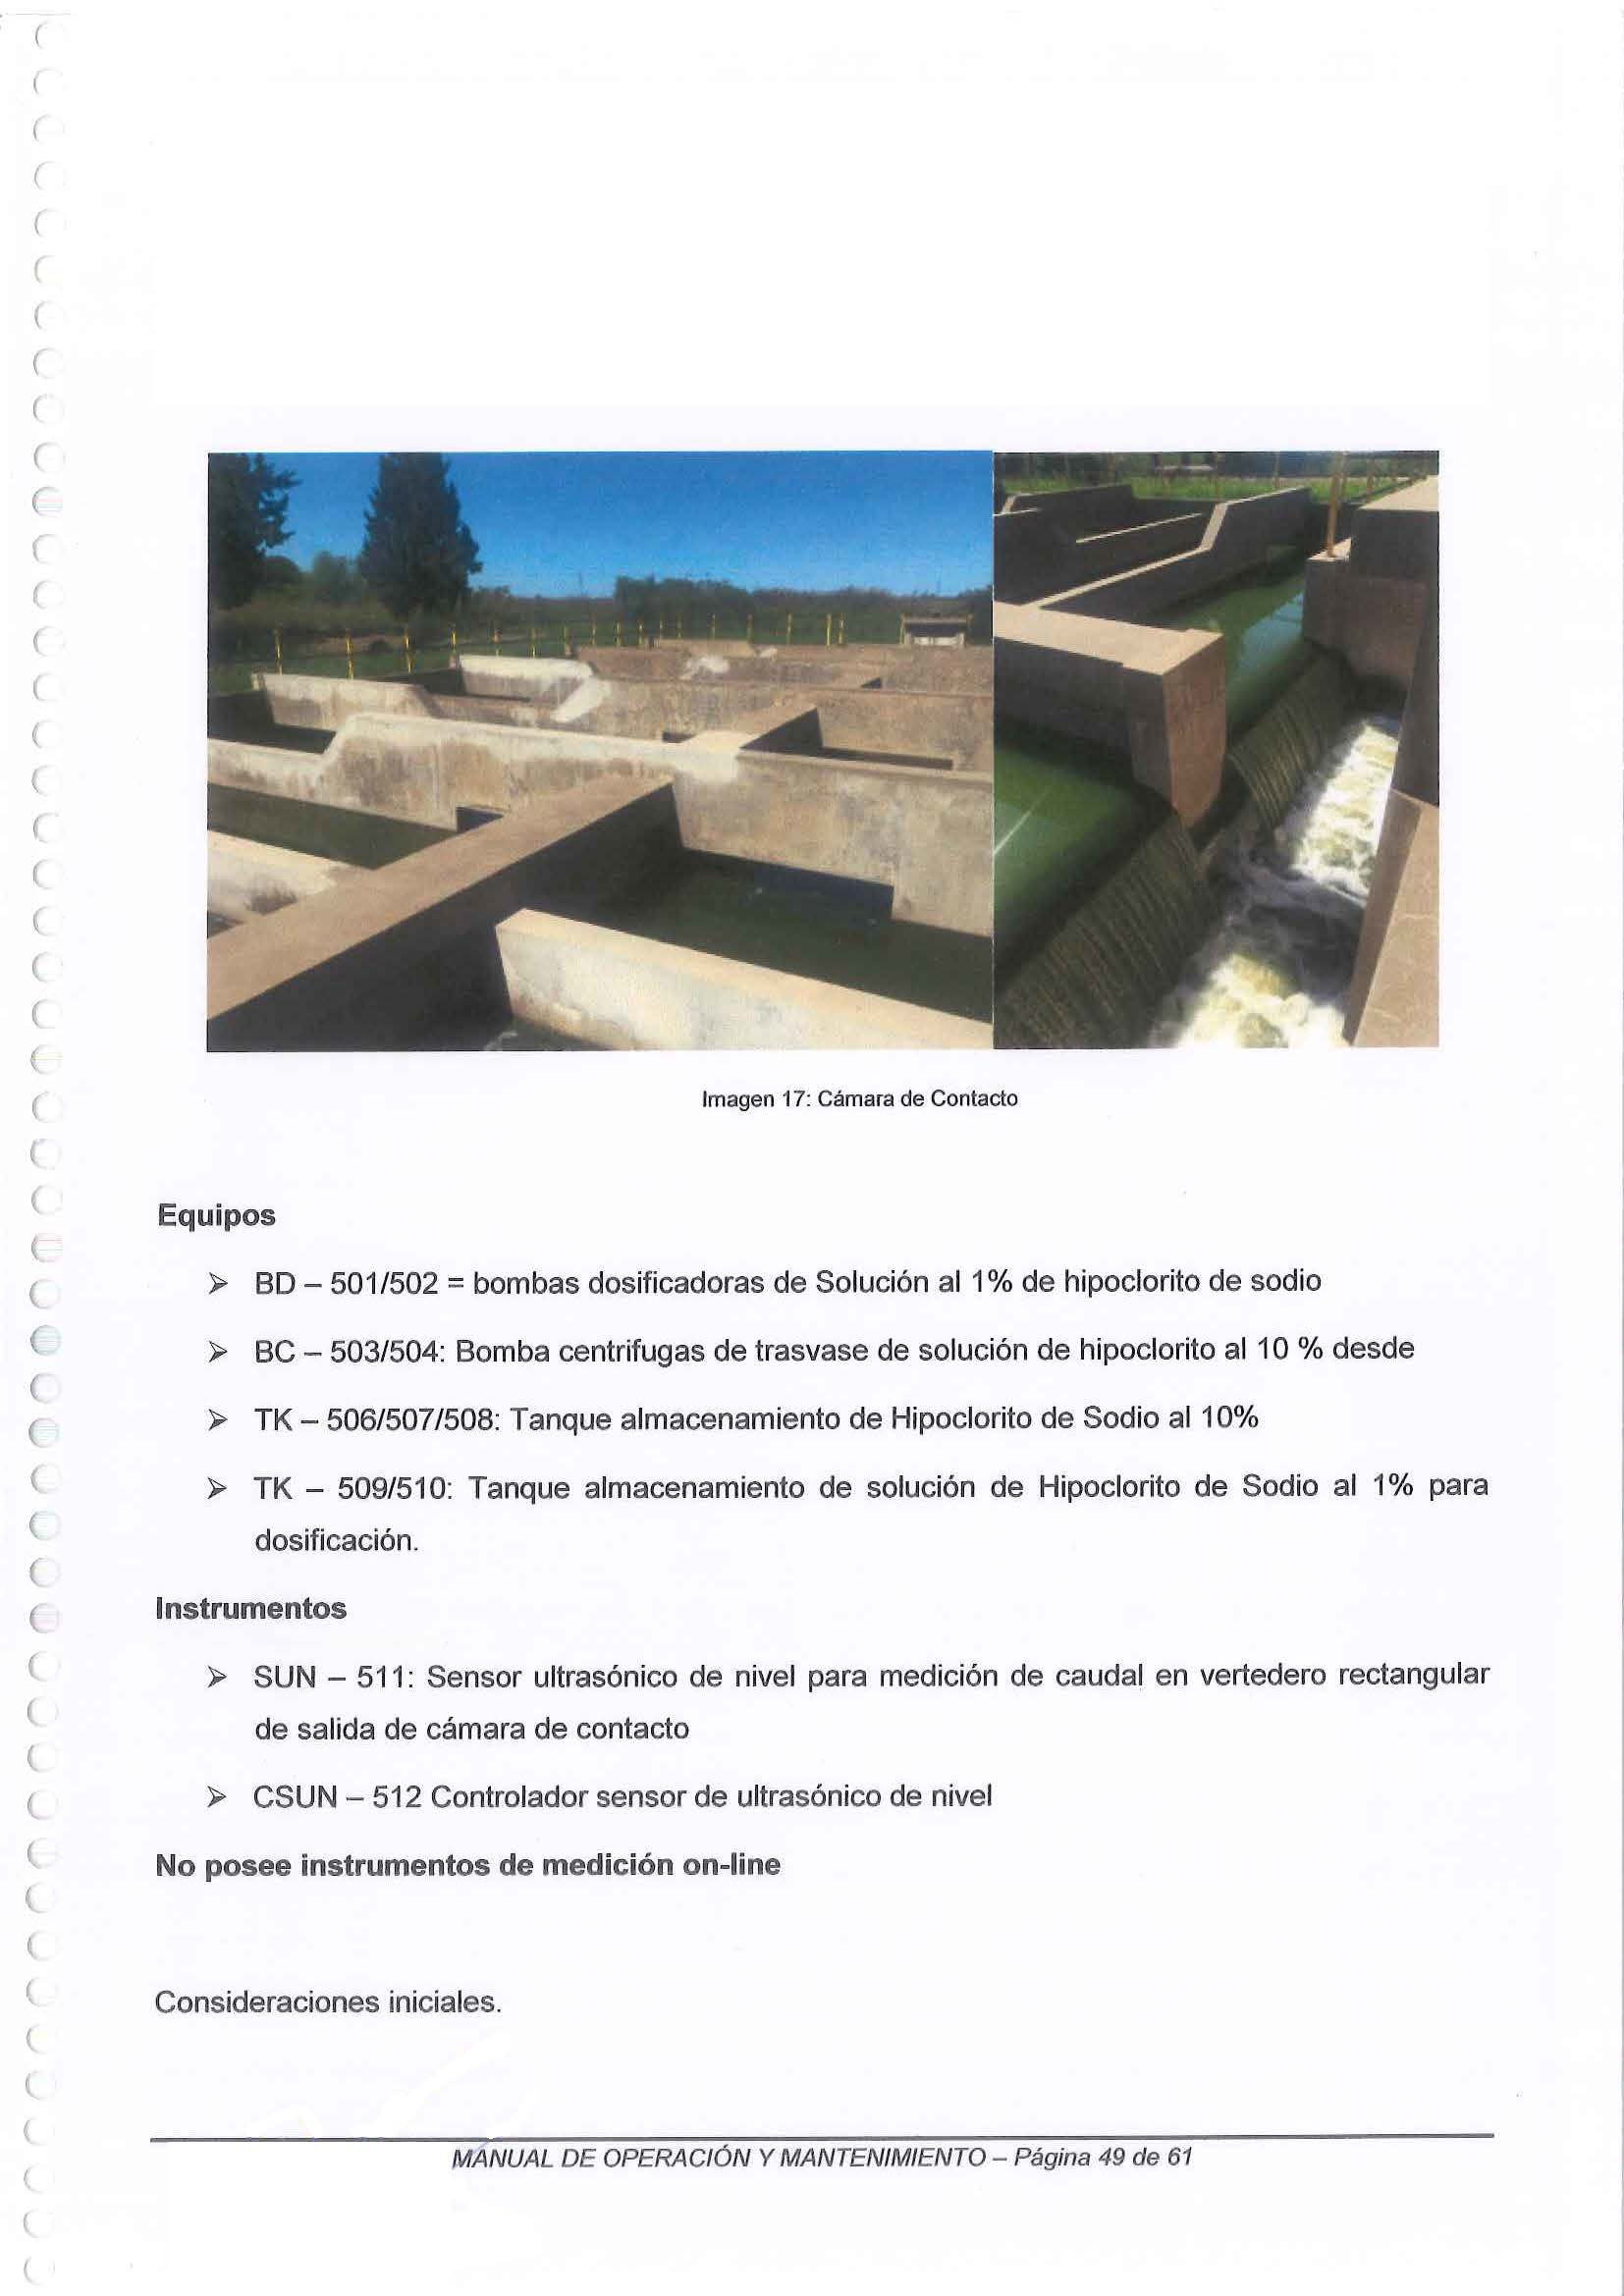 Imagen 17: Cámara de Contacto
Equipos
➢ BD – 501/502 = bombas dosificadoras de Solución al 1% de hipoclorito de sodio
➢ BC – 503/504: Bomba centrifugas de trasvase de solución de hipoclorito al 10 % desde
➢ TK – 506/507/508: Tanque almacenamiento de Hipoclorito de Sodio al 10%
➢ TK – 509/510: Tanque almacenamiento de solución de Hipoclorito de Sodio al 1% para
dosificación.
Instrumentos
➢ SUN – 511: Sensor ultrasónico de nivel para medición de caudal en vertedero rectangular
de salida de cámara de contacto
➢ CSUN – 512 Controlador sensor de ultrasónico de nivel
No posee instrumentos de medición on-line
Consideraciones iniciales.
MANUAL DE OPERACIÓN Y MANTENIMIENTO – Página 49 de 61